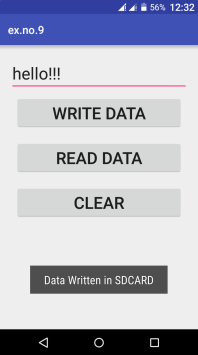 56% 12:32
ex.no.9
hello!!!
WRITE DATA
READ DATA
CLEAR
Data Written in SDCARD